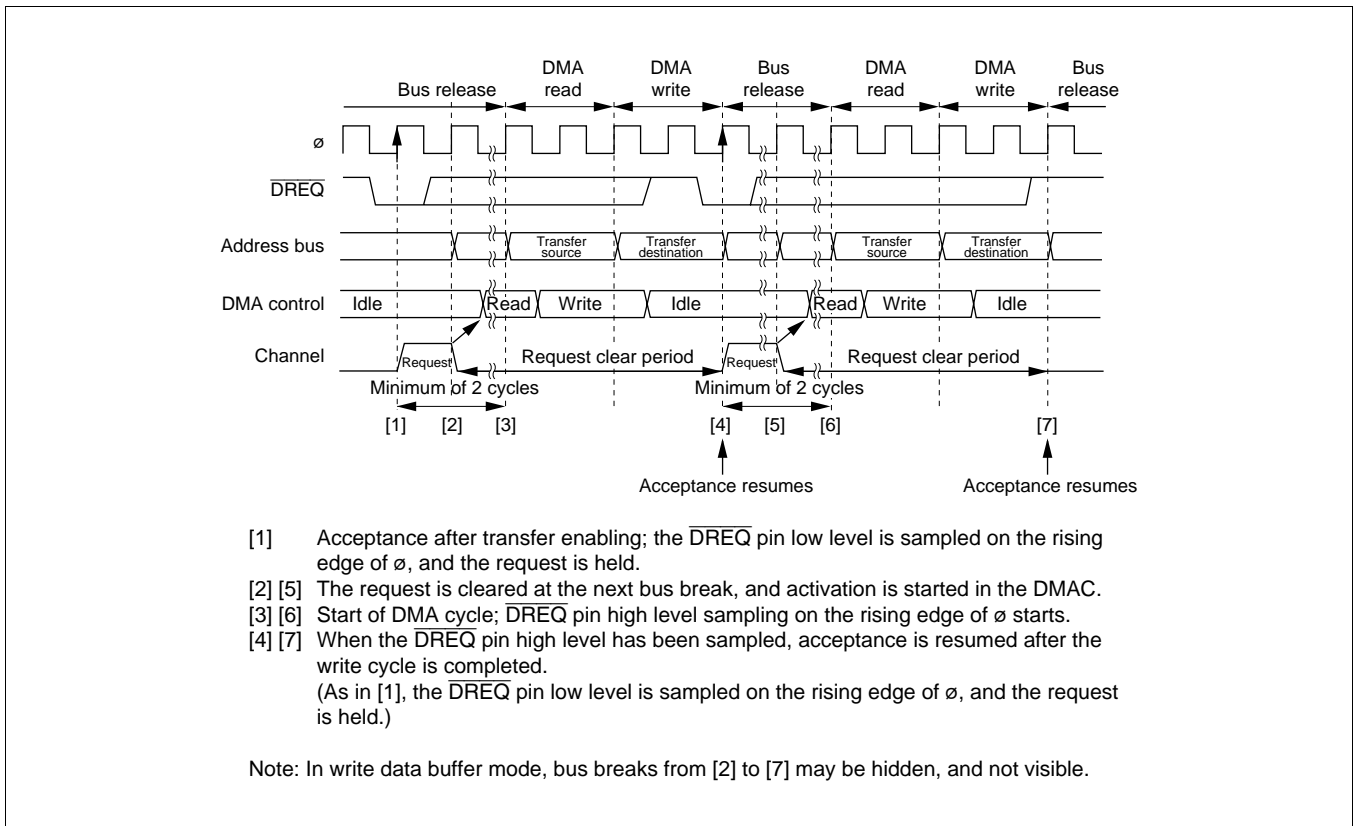 DMA DMA Bus DMA DMA Bus
Bus release read write release read write release
ø
DREQ
Address bus Transfer source Transfer destination Transfer source Transfer destination
DMA control Idle Read Write Idle Read Write Idle
Channel Request Request clear period Request Request clear period
Minimum of 2 cycles Minimum of 2 cycles
[1] [2] [3] [4] [5] [6] [7]
Acceptance resumes Acceptance resumes
[1] Acceptance after transfer enabling; the DREQ pin low level is sampled on the rising
edge of ø, and the request is held.
[2] [5] The request is cleared at the next bus break, and activation is started in the DMAC.
[3] [6] Start of DMA cycle; DREQ pin high level sampling on the rising edge of ø starts.
[4] [7] When the DREQ pin high level has been sampled, acceptance is resumed after the
write cycle is completed.
(As in [1], the DREQ pin low level is sampled on the rising edge of ø, and the request
is held.)
Note: In write data buffer mode, bus breaks from [2] to [7] may be hidden, and not visible.